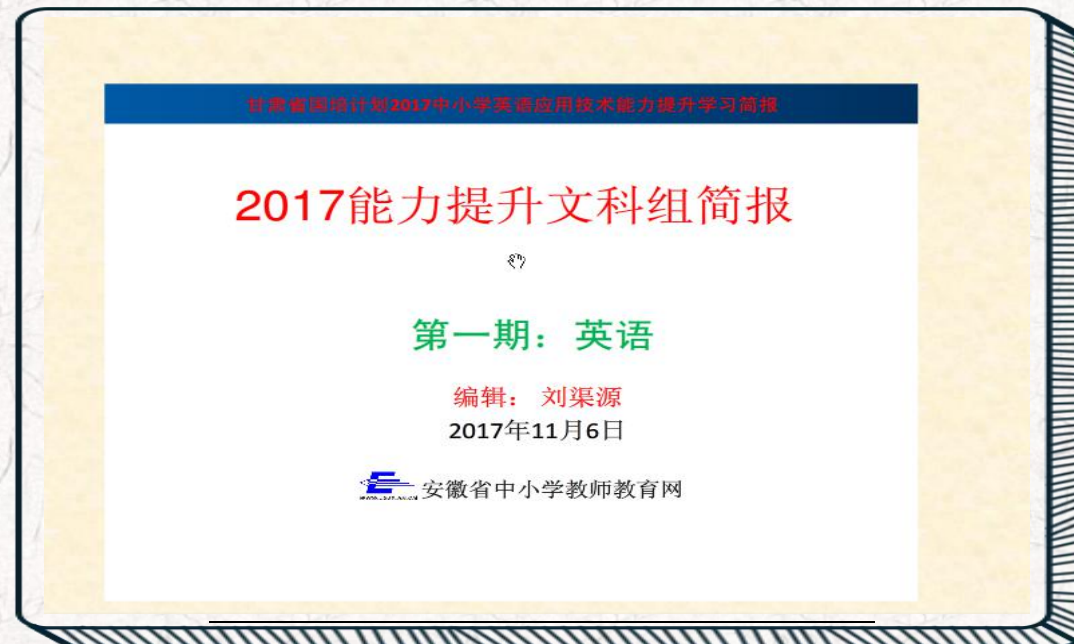 甘肃省国培计划2017中小学英语应用技术能力提升学习简报
2017能力提升文科组简报
第一期：英语
编辑： 刘渠源
2017年11月6日
安徽省中小学教师教育网